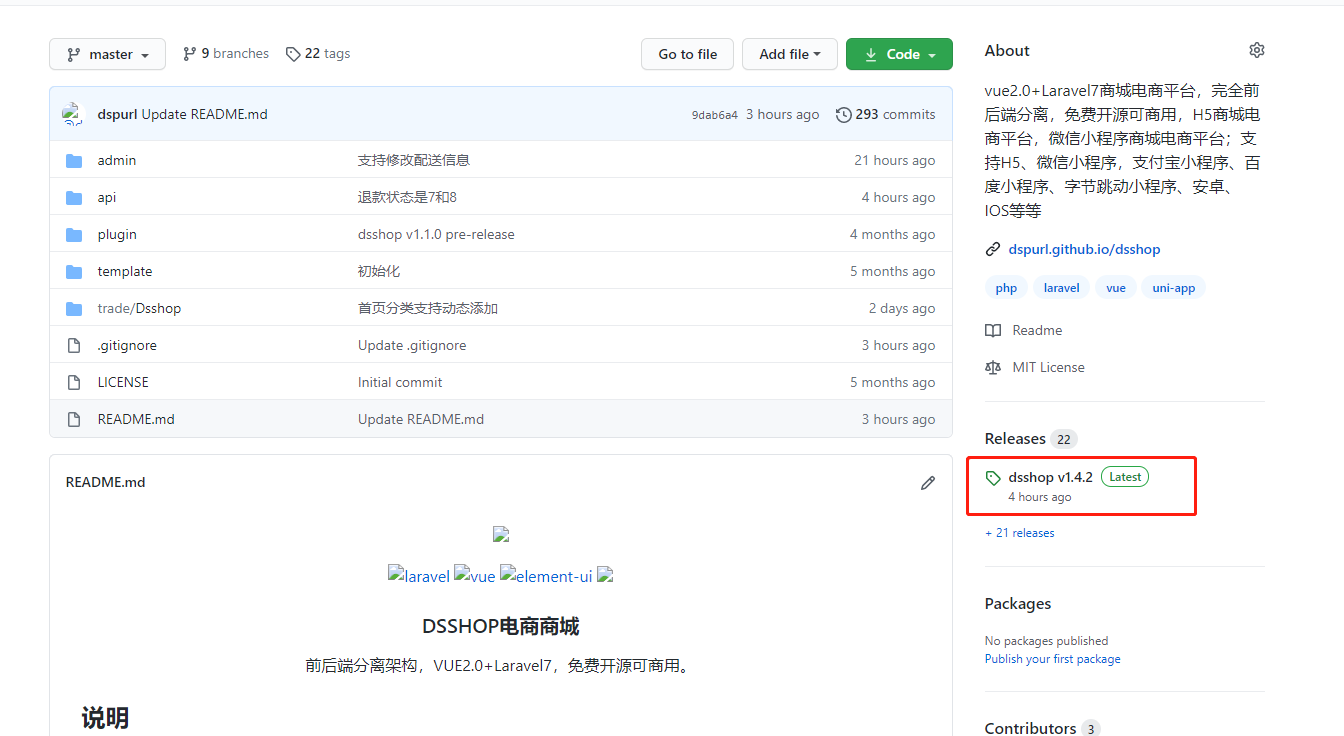 master
9 branches
22 tags
Go to file
Add file
Code
dspurl Update README.md
9dab6a4 3 hours ago
293 commits
admin
支持修改配送信息
21 hours ago
api
退款状态是7和8
4 hours ago
plugin
dsshop v1.1.0 pre-release
4 months ago
template
初始化
5 months ago
trade/Dsshop
首页分类支持动态添加
2 days ago
.gitignore
Update .gitignore
3 hours ago
LICENSE
Initial commit
5 months ago
README.md
Update README.md
3 hours ago
README.md
laravel vue element-ui
DSSHOP电商商城
前后端分离架构，VUE2.0+Laravel7，免费开源可商用。
说明
About
vue2.0+Laravel7商城电商平台，完全前
后端分离，免费开源可商用，H5商城电
商平台，微信小程序商城电商平台；支
持H5、微信小程序，支付宝小程序、百
度小程序、字节跳动小程序、安卓、
IOS等等
dspurl.github.io/dsshop
php laravel vue uni-app
Readme
MIT License
Releases 22
dsshop v1.4.2 Latest
4 hours ago
+ 21 releases
Packages
No packages published
Publish your first package
Contributors 3